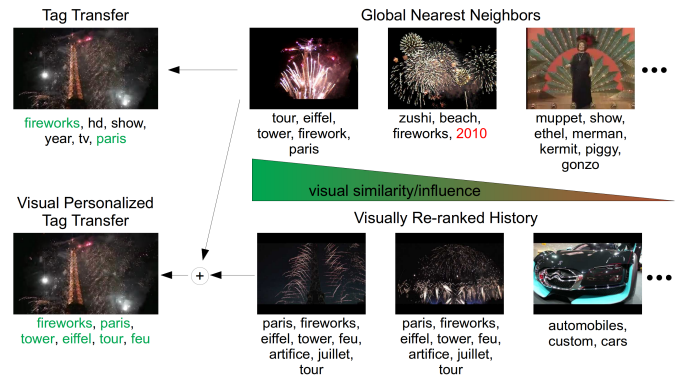 Tag Transfer
Global Nearest Neighbors
fireworks, hd, show,
year, tv, paris
tour, eiffel,
tower, firework,
paris
zushi, beach,
fireworks, 2010
muppet, show,
ethel, merman,
kermit, piggy,
gonzo
visual similarity/influence
Visual Personalized
Tag Transfer
Visually Re-ranked History
+
fireworks, paris,
tower, eiffel, tour, feu
paris, fireworks,
eiffel, tower, feu,
artifice, juillet,
tour
paris, fireworks,
eiffel, tower, feu,
artifice, juillet,
tour
automobiles,
custom, cars